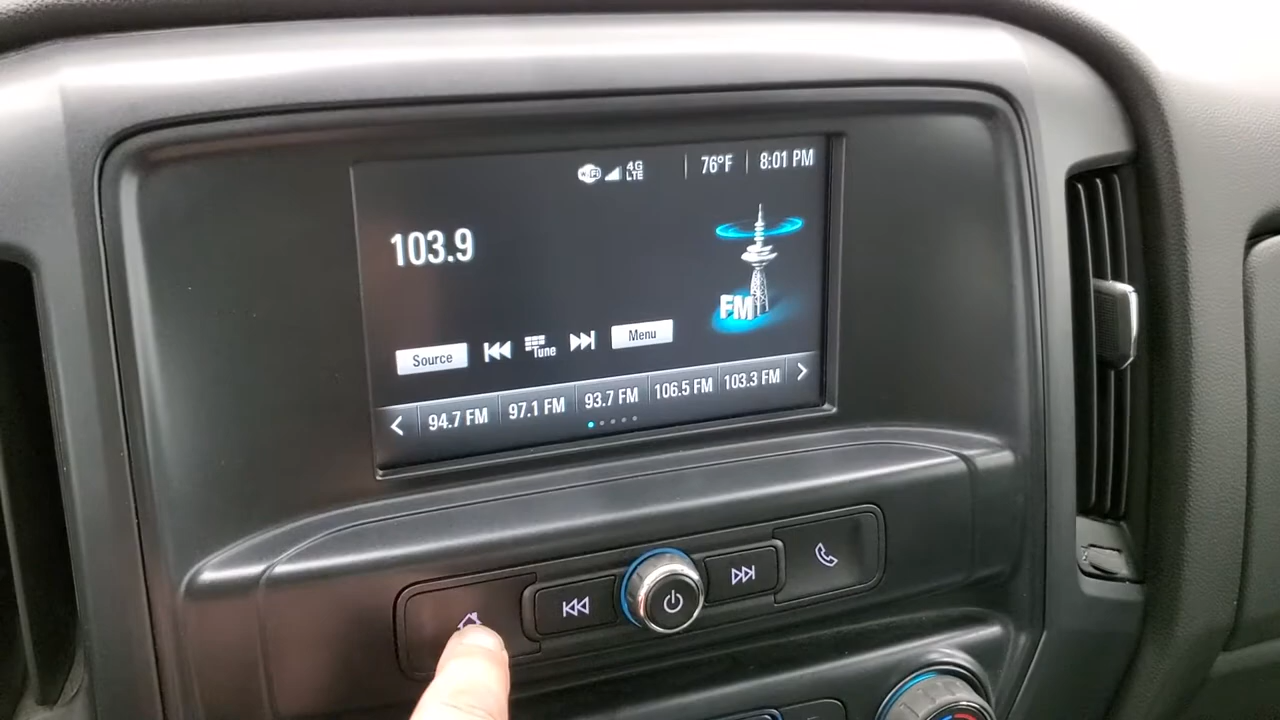 WiFi 4G LTE 76°F 8:01 PM
103.9
FM
Source Tune Menu
94.7 FM 97.1 FM 93.7 FM 106.5 FM 103.3 FM